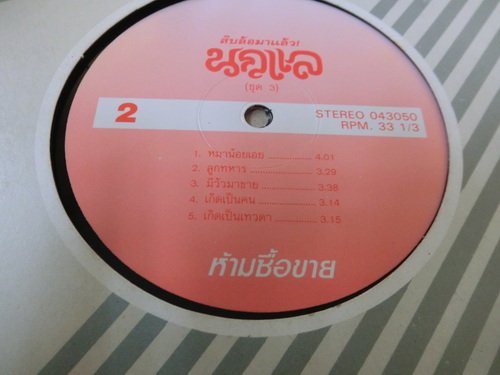 สิบล้อมาแล้ว!
นกแล
(ชุด 3)
2
STEREO 043050
RPM. 33 1/3
1. หมาน้อยเอย ................ 4.01
2. ลูกทหาร ..................... 3.29
3. มีวัวมาขาย .................. 3.38
4. เกิดเป็นคน ................... 3.14
5. เกิดเป็นเทวดา ............... 3.15
ห้ามซื้อขาย